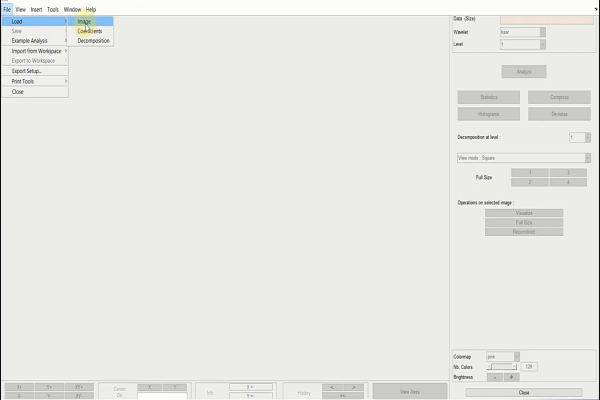 File View Insert Tools Window Help
Load Image
Save Coefficients
Example Analysis Decomposition
Import from Workspace
Export to Workspace
Export Setup...
Print Tools
Close
Data (Size)
Wavelet haar
Level 1
Analyze
Statistics Compress
Histograms De-noise
Decomposition at level : 1
View mode : Square
Full Size 1 2
3 4
Operations on selected image :
Visualize
Full Size
Reconstruct
Colormap pink
Nb. Colors 128
Brightness - +
X+ Y+ XY+
X- Y- XY-
Center On X Y
Info X =
Y =
History < >
<<
View Axes
Close